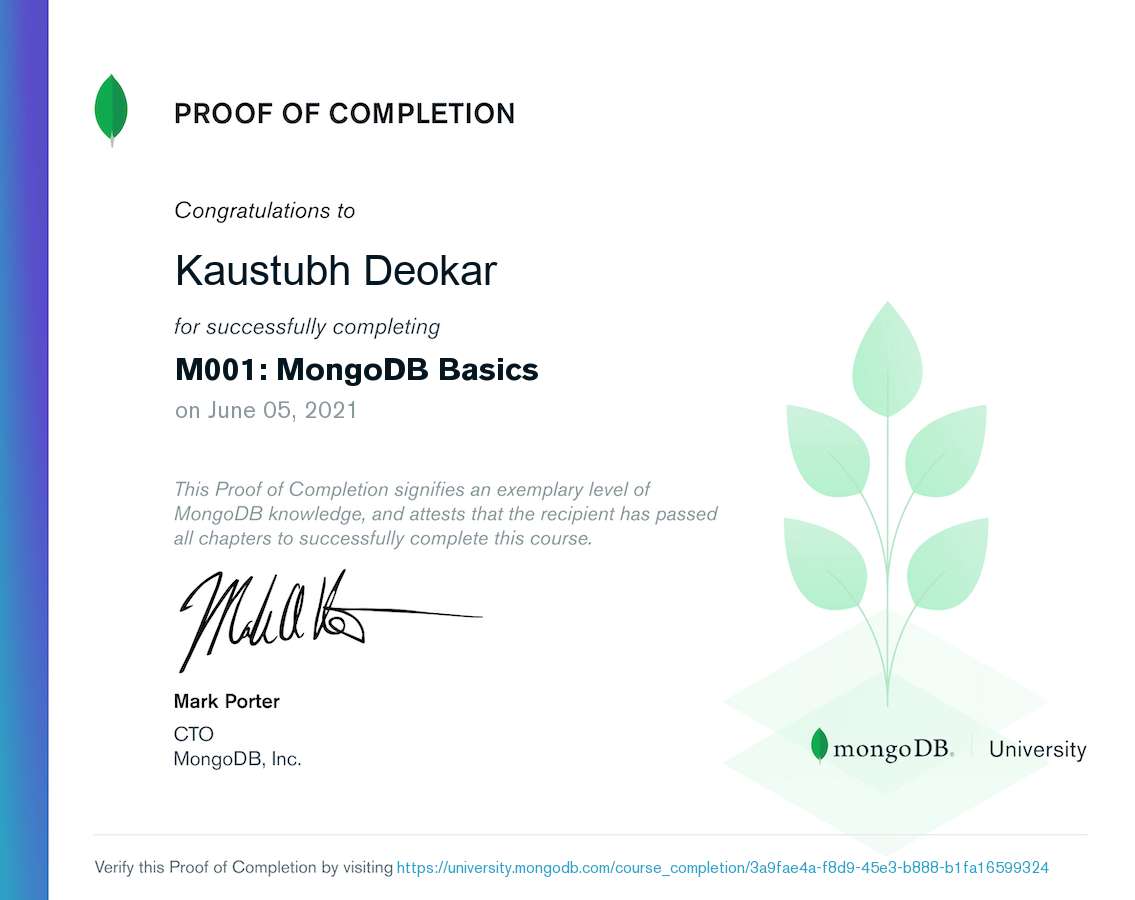 PROOF OF COMPLETION
Congratulations to
Kaustubh Deokar
for successfully completing
M001: MongoDB Basics
on June 05, 2021
This Proof of Completion signifies an exemplary level of
MongoDB knowledge, and attests that the recipient has passed
all chapters to successfully complete this course.
Mark Porter
CTO
MongoDB, Inc.
mongoDB® University
Verify this Proof of Completion by visiting https://university.mongodb.com/course_completion/3a9fae4a-f8d9-45e3-b888-b1fa16599324